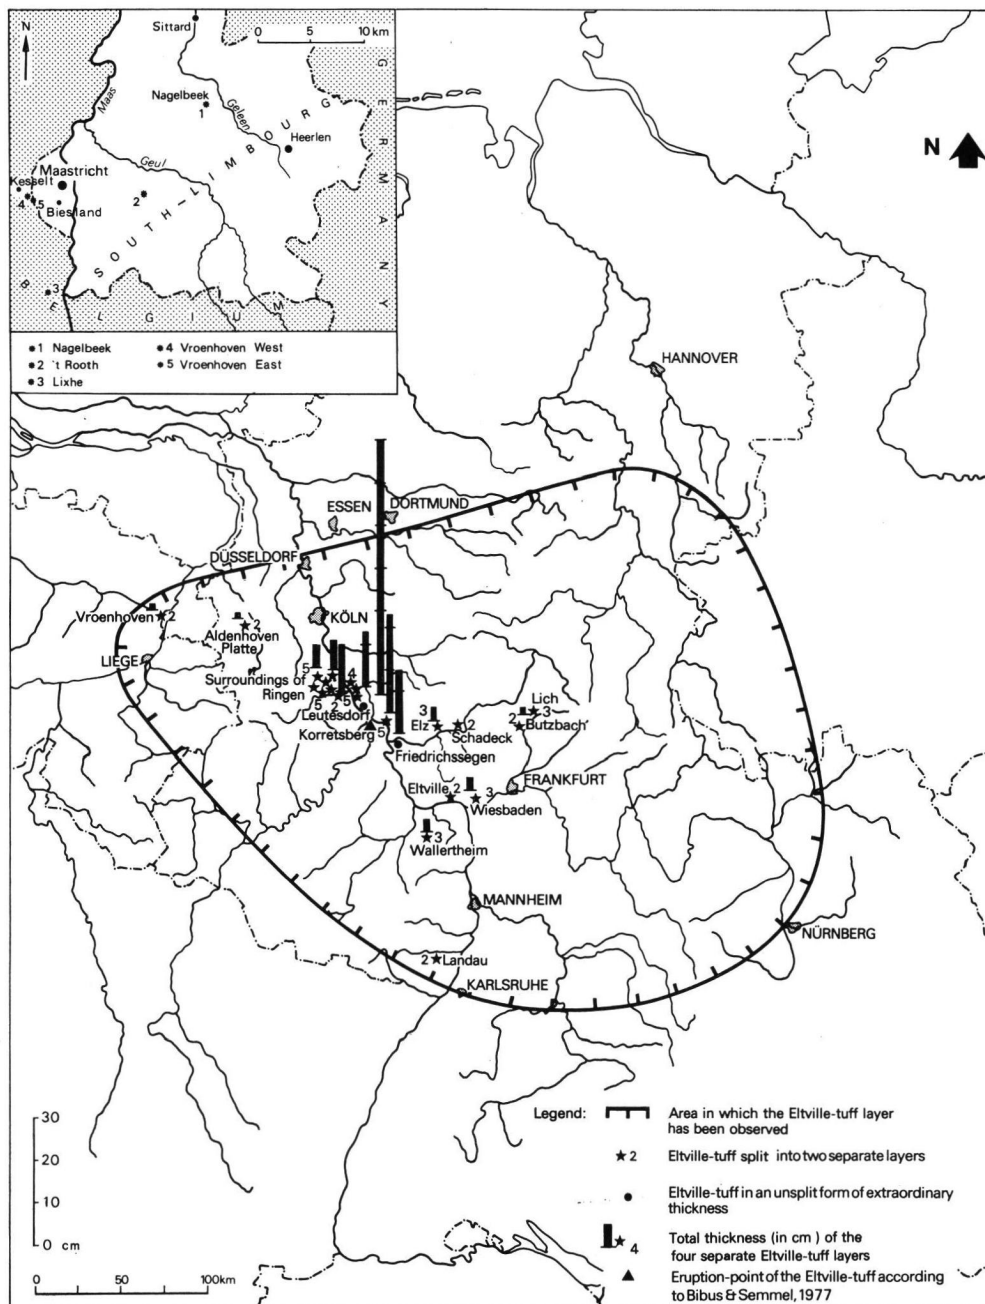 N
Sittard
0 5 10 km
Nagelbeek
1
Maas
Geleen
Heerlen
Geul
Maastricht
Kesselt
4 5
Biesland
2
SOUTH-LIMBOURG
GERMANY
3
BELGIUM
1 Nagelbeek
2 't Rooth
3 Lixhe
4 Vroenhoven West
5 Vroenhoven East
N
HANNOVER
ESSEN
DORTMUND
DÜSSELDORF
KÖLN
Vroenhoven 2
Aldenhoven
Platte
2
LIEGE
Surroundings of
Ringen
5
4
5 2 5
Leutesdorf
Korretsberg
5
Friedrichssegen
3
Elz
2
Schadeck
Lich
2
Butzbach
3
FRANKFURT
Eltville 2
3
Wiesbaden
3
Wallertheim
MANNHEIM
NÜRNBERG
2 Landau
KARLSRUHE
30
20
10
0 cm
0 50 100km
Legend:
Area in which the Eltville-tuff layer
has been observed
2 Eltville-tuff split into two separate layers
Eltville-tuff in an unsplit form of extraordinary
thickness
4 Total thickness (in cm) of the
four separate Eltville-tuff layers
Eruption-point of the Eltville-tuff according
to Bibus & Semmel, 1977